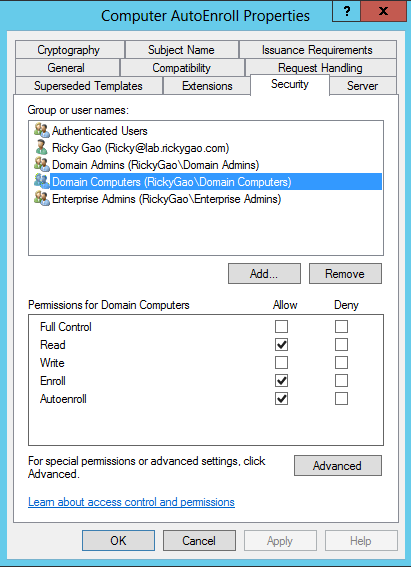 Computer AutoEnroll Properties
?
Cryptography Subject Name Issuance Requirements
General Compatibility Request Handling
Superseded Templates Extensions Security Server
Group or user names:
Authenticated Users
Ricky Gao (Ricky@lab.rickygao.com)
Domain Admins (RickyGao\Domain Admins)
Domain Computers (RickyGao\Domain Computers)
Enterprise Admins (RickyGao\Enterprise Admins)
Add... Remove
Permissions for Domain Computers Allow Deny
Full Control
Read
Write
Enroll
Autoenroll
For special permissions or advanced settings, click
Advanced.
Advanced
Learn about access control and permissions
OK Cancel Apply Help